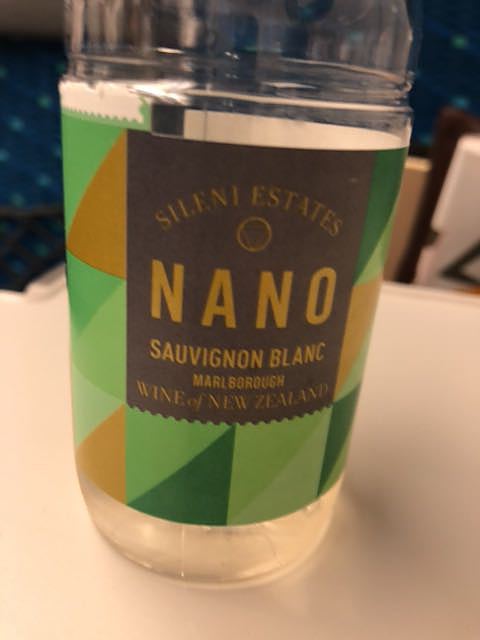 SILENI ESTATES
NANO
SAUVIGNON BLANC
MARLBOROUGH
WINE of NEW ZEALAND